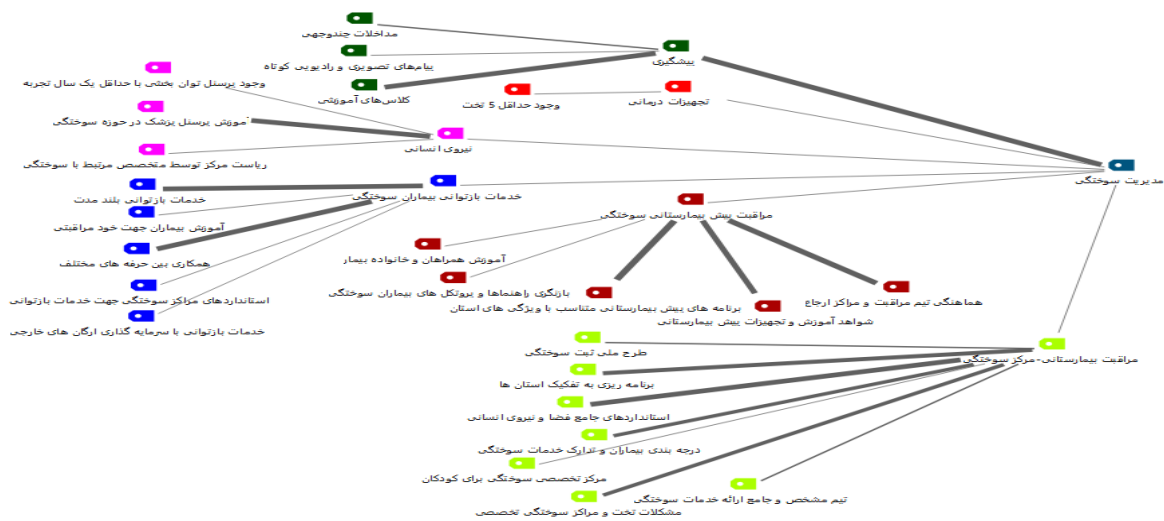 مداخلات چندوجهی
پیام‌های تصویری و رادیویی کوتاه
پیشگیری
کلاس‌های آموزشی
وجود پرسنل توان بخشی با حداقل یک سال تجربه
وجود حداقل 5 تخت
تجهیزات درمانی
آموزش پرسنل پزشک در حوزه سوختگی
نیروی انسانی
ریاست مرکز توسط متخصص مرتبط با سوختگی
مدیریت سوختگی
خدمات بازتوانی بیماران سوختگی
خدمات بازتوانی بلند مدت
مراقبت پیش بیمارستانی سوختگی
آموزش بیماران جهت خود مراقبتی
همکاری بین حرفه های مختلف
آموزش همراهان و خانواده بیمار
بازنگری راهنماها و پروتکل های بیماران سوختگی
استانداردهای مراکز سوختگی جهت خدمات بازتوانی
هماهنگی تیم مراقبت و مراکز ارجاع
برنامه های پیش بیمارستانی متناسب با ویژگی های استان
شواهد آموزش و تجهیزات پیش بیمارستانی
خدمات بازتوانی با سرمایه گذاری ارگان های خارجی
طرح ملی ثبت سوختگی
مراقبت بیمارستانی-مرکز سوختگی
برنامه ریزی به تفکیک استان ها
استانداردهای جامع فضا و نیروی انسانی
درجه بندی بیماران و تدارک خدمات سوختگی
مرکز تخصصی سوختگی برای کودکان
تیم مشخص و جامع ارائه خدمات سوختگی
مشکلات تخت و مراکز سوختگی تخصصی